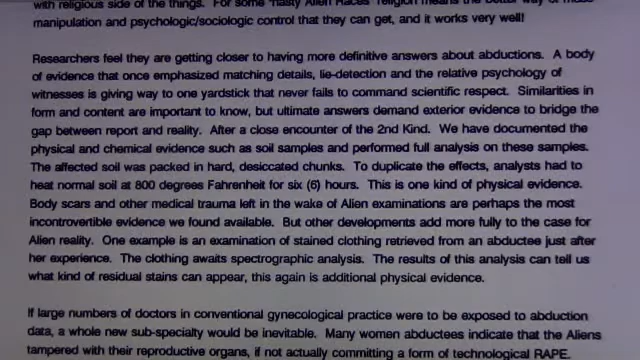 with religious side of the things. For some Nasty Alien Races religion means the better way of mass
manipulation and psychologic/sociologic control that they can get, and it works very well!
Researchers feel they are getting closer to having more definitive answers about abductions. A body
of evidence that once emphasized matching details, lie-detection and the relative psychology of
witnesses is giving way to one yardstick that never fails to command scientific respect. Similarities in
form and content are important to know, but ultimate answers demand exterior evidence to bridge the
gap between report and reality. After a close encounter of the 2nd Kind. We have documented the
physical and chemical evidence such as soil samples and performed full analysis on these samples.
The affected soil was packed in hard, desiccated chunks. To duplicate the effects, analysts had to
heat normal soil at 800 degrees Fahrenheit for six (6) hours. This is one kind of physical evidence.
Body scars and other medical trauma left in the wake of Alien examinations are perhaps the most
incontrovertible evidence we found available. But other developments add more fully to the case for
Alien reality. One example is an examination of stained clothing retrieved from an abductee just after
her experience. The clothing awaits spectrographic analysis. The results of this analysis can tell us
what kind of residual stains can appear, this again is additional physical evidence.
If large numbers of doctors in conventional gynecological practice were to be exposed to abduction
data, a whole new sub-specialty would be inevitable. Many women abductees indicate that the Aliens
tampered with their reproductive organs, if not actually committing a form of technological RAPE.